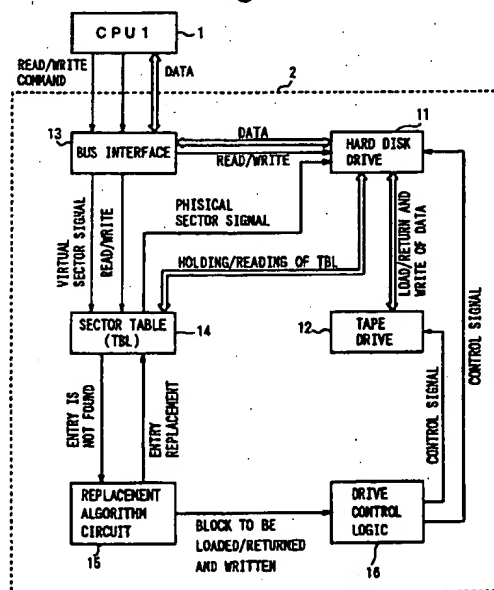 CPU1
1
READ/WRITE
COMMAND
DATA
2
13
BUS INTERFACE
DATA
READ/WRITE
11
HARD DISK
DRIVE
VIRTUAL
SECTOR SIGNAL
READ/WRITE
PHISICAL
SECTOR SIGNAL
HOLDING/READING OF TBL
LOAD/RETURN AND
WRITE OF DATA
CONTROL SIGNAL
SECTOR TABLE
(TBL)
14
12
TAPE
DRIVE
ENTRY IS
NOT FOUND
ENTRY
REPLACEMENT
CONTROL SIGNAL
REPLACEMENT
ALGORITHM
CIRCUIT
15
BLOCK TO BE
LOADED/RETURNED
AND WRITTEN
DRIVE
CONTROL
LOGIC
16